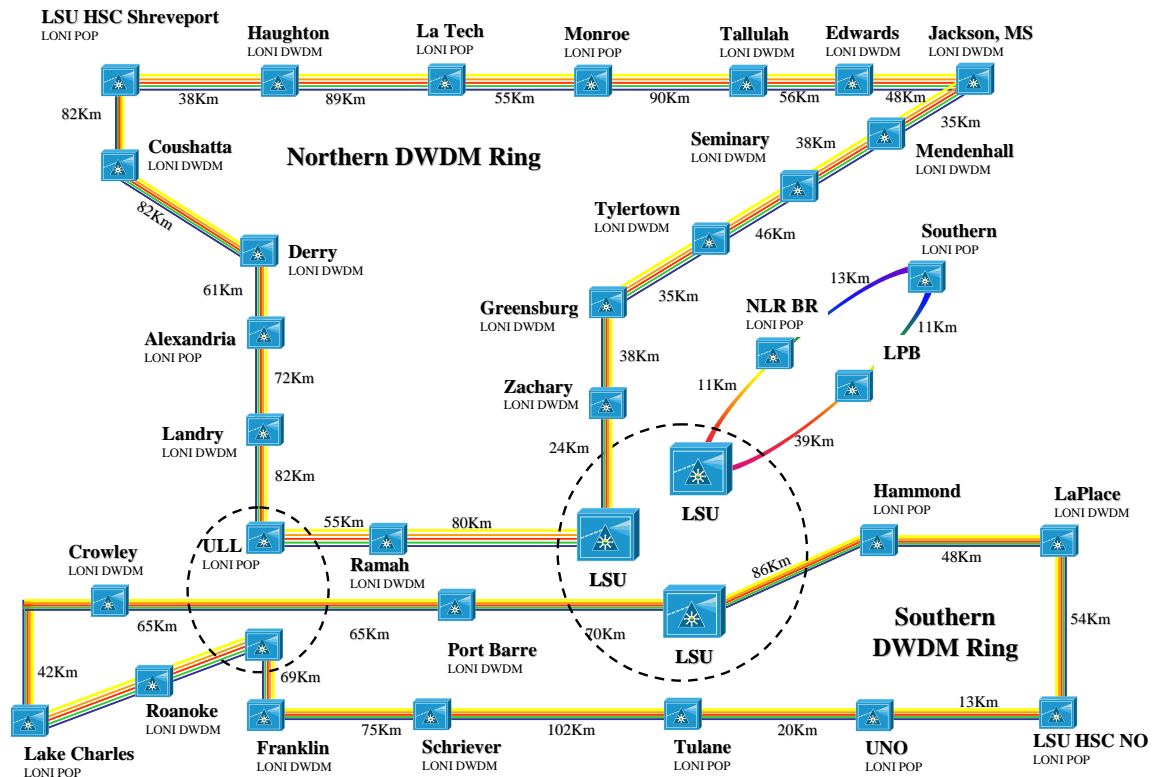 LSU HSC Shreveport
LONI POP
Haughton
LONI DWDM
La Tech
LONI POP
Monroe
LONI POP
Tallulah
LONI DWDM
Edwards
LONI DWDM
Jackson, MS
LONI DWDM
38Km
89Km
55Km
90Km
56Km
48Km
82Km
35Km
Coushatta
LONI DWDM
Northern DWDM Ring
Seminary
LONI DWDM
38Km
Mendenhall
LONI DWDM
82Km
Tylertown
LONI DWDM
46Km
Southern
LONI POP
Derry
LONI DWDM
61Km
35Km
13Km
Greensburg
LONI DWDM
NLR BR
LONI POP
11Km
Alexandria
LONI POP
38Km
LPB
72Km
Zachary
LONI DWDM
11Km
Landry
LONI DWDM
24Km
39Km
82Km
LSU
Hammond
LONI POP
LaPlace
LONI DWDM
55Km
80Km
ULL
LONI POP
Ramah
LONI DWDM
LSU
86Km
48Km
Crowley
LONI DWDM
65Km
65Km
70Km
Southern
DWDM Ring
54Km
Port Barre
LONI DWDM
LSU
42Km
69Km
Roanoke
LONI DWDM
13Km
75Km
102Km
20Km
Lake Charles
LONI POP
Franklin
LONI DWDM
Schriever
LONI DWDM
Tulane
LONI POP
UNO
LONI POP
LSU HSC NO
LONI POP